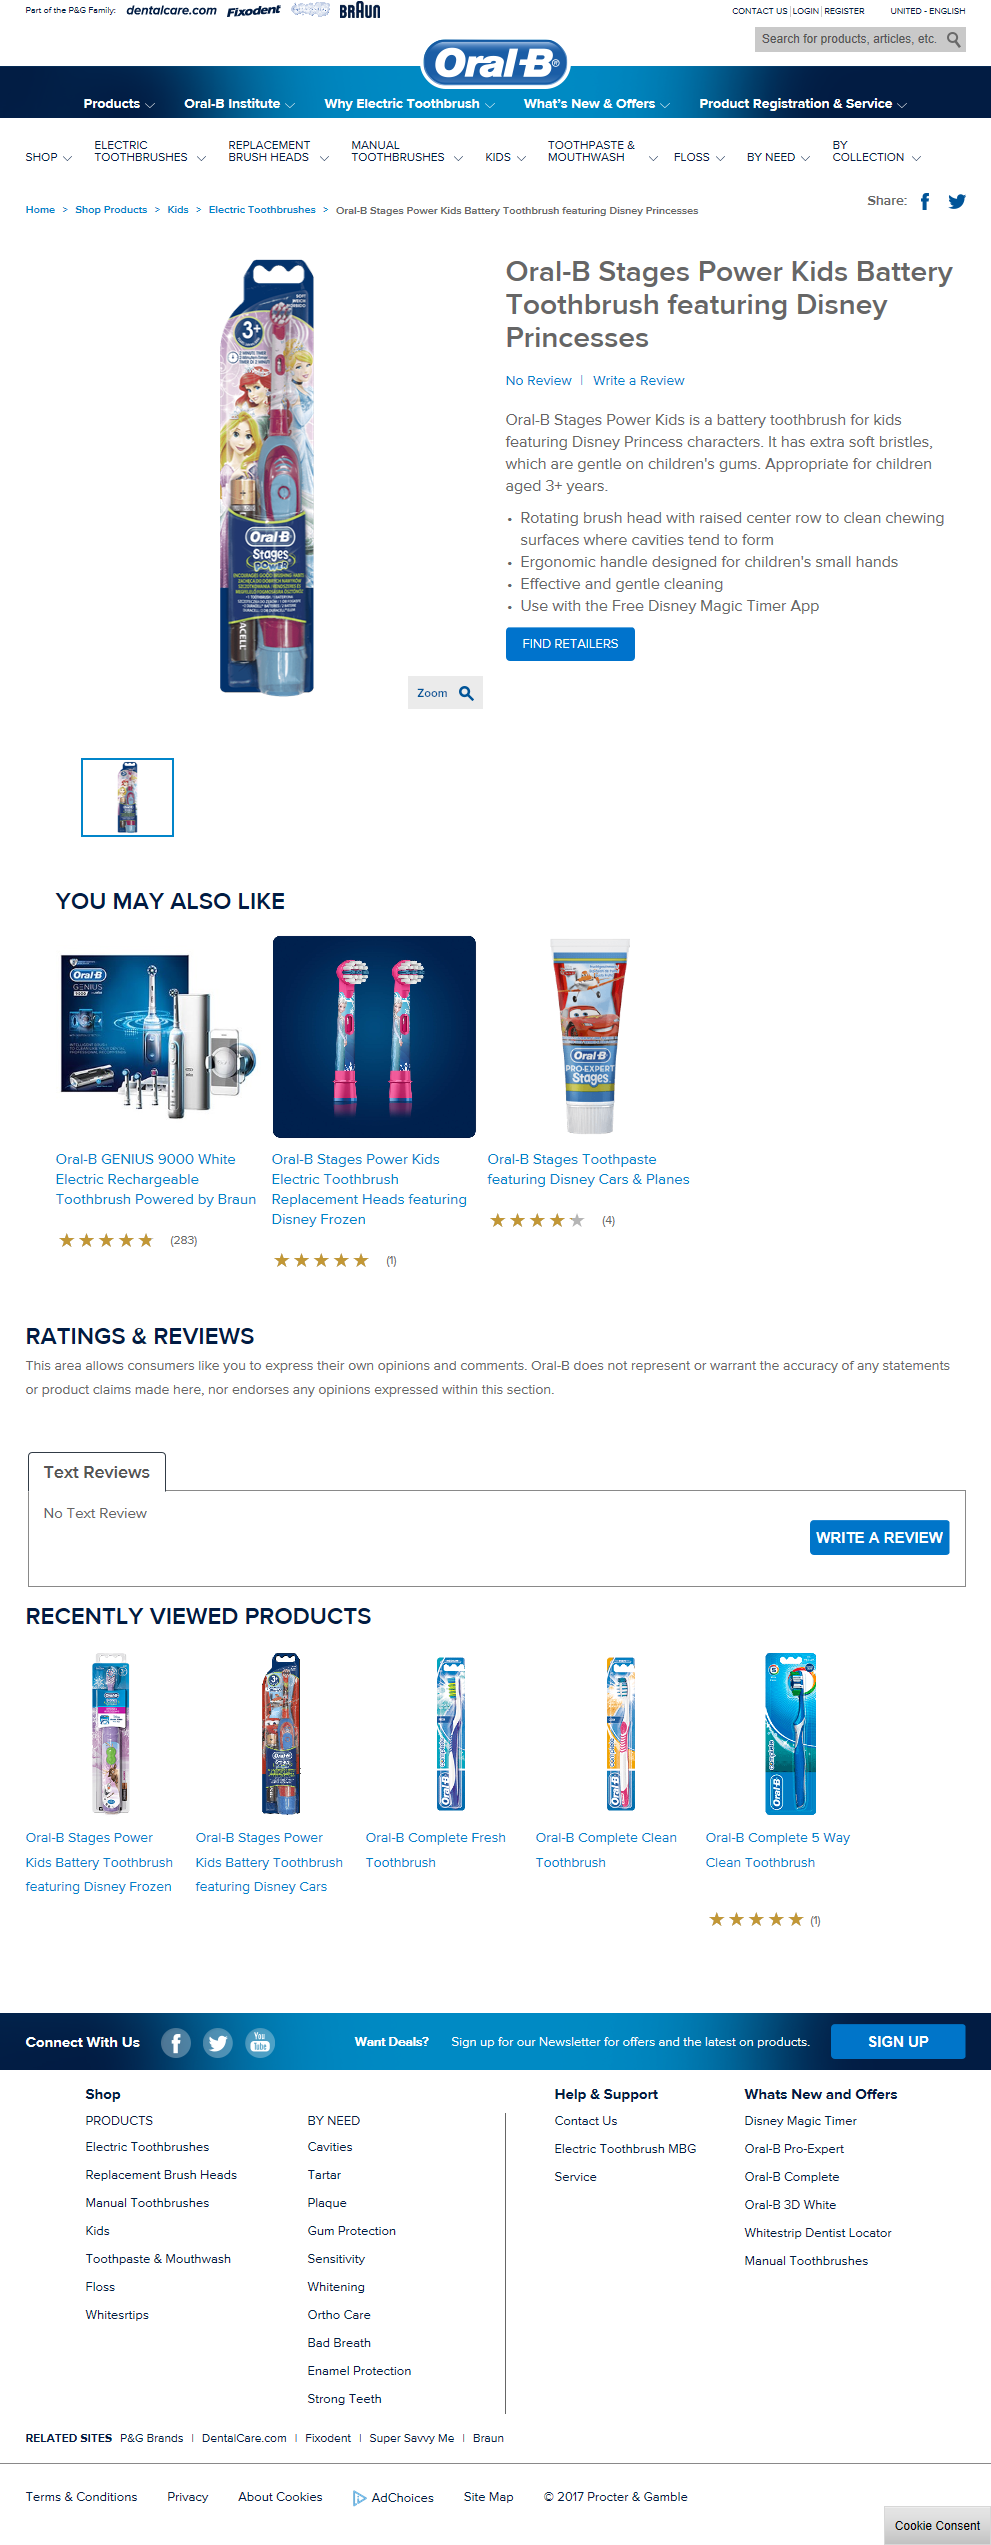 Part of the P&G Family: dentalcare.com Fixodent BRAUN
CONTACT US | LOGIN | REGISTER UNITED - ENGLISH
Search for products, articles, etc.
Oral-B®
Products Oral-B Institute Why Electric Toothbrush What's New & Offers Product Registration & Service
SHOP ELECTRIC TOOTHBRUSHES REPLACEMENT BRUSH HEADS MANUAL TOOTHBRUSHES KIDS TOOTHPASTE & MOUTHWASH FLOSS BY NEED BY COLLECTION
Share:
Home > Shop Products > Kids > Electric Toothbrushes > Oral-B Stages Power Kids Battery Toothbrush featuring Disney Princesses
3+
Oral-B
Stages
POWER
ACELL
Zoom
Oral-B Stages Power Kids Battery
Toothbrush featuring Disney
Princesses
No Review | Write a Review
Oral-B Stages Power Kids is a battery toothbrush for kids
featuring Disney Princess characters. It has extra soft bristles,
which are gentle on children's gums. Appropriate for children
aged 3+ years.
• Rotating brush head with raised center row to clean chewing
surfaces where cavities tend to form
• Ergonomic handle designed for children's small hands
• Effective and gentle cleaning
• Use with the Free Disney Magic Timer App
FIND RETAILERS
YOU MAY ALSO LIKE
Oral-B
GENIUS
9000
Oral-B
PRO-EXPERT
Stages
Oral-B GENIUS 9000 White
Electric Rechargeable
Toothbrush Powered by Braun
(283)
Oral-B Stages Power Kids
Electric Toothbrush
Replacement Heads featuring
Disney Frozen
(1)
Oral-B Stages Toothpaste
featuring Disney Cars & Planes
(4)
RATINGS & REVIEWS
This area allows consumers like you to express their own opinions and comments. Oral-B does not represent or warrant the accuracy of any statements
or product claims made here, nor endorses any opinions expressed within this section.
Text Reviews
No Text Review
WRITE A REVIEW
RECENTLY VIEWED PRODUCTS
Oral-B Stages Power
Kids Battery Toothbrush
featuring Disney Frozen
Oral-B Stages Power
Kids Battery Toothbrush
featuring Disney Cars
Oral-B Complete Fresh
Toothbrush
Oral-B Complete Clean
Toothbrush
Oral-B Complete 5 Way
Clean Toothbrush
(1)
Connect With Us You Tube Want Deals? Sign up for our Newsletter for offers and the latest on products. SIGN UP
Shop
PRODUCTS
Electric Toothbrushes
Replacement Brush Heads
Manual Toothbrushes
Kids
Toothpaste & Mouthwash
Floss
Whitesrtips
BY NEED
Cavities
Tartar
Plaque
Gum Protection
Sensitivity
Whitening
Ortho Care
Bad Breath
Enamel Protection
Strong Teeth
Help & Support
Contact Us
Electric Toothbrush MBG
Service
Whats New and Offers
Disney Magic Timer
Oral-B Pro-Expert
Oral-B Complete
Oral-B 3D White
Whitestrip Dentist Locator
Manual Toothbrushes
RELATED SITES P&G Brands | DentalCare.com | Fixodent | Super Savvy Me | Braun
Terms & Conditions Privacy About Cookies AdChoices Site Map © 2017 Procter & Gamble
Cookie Consent